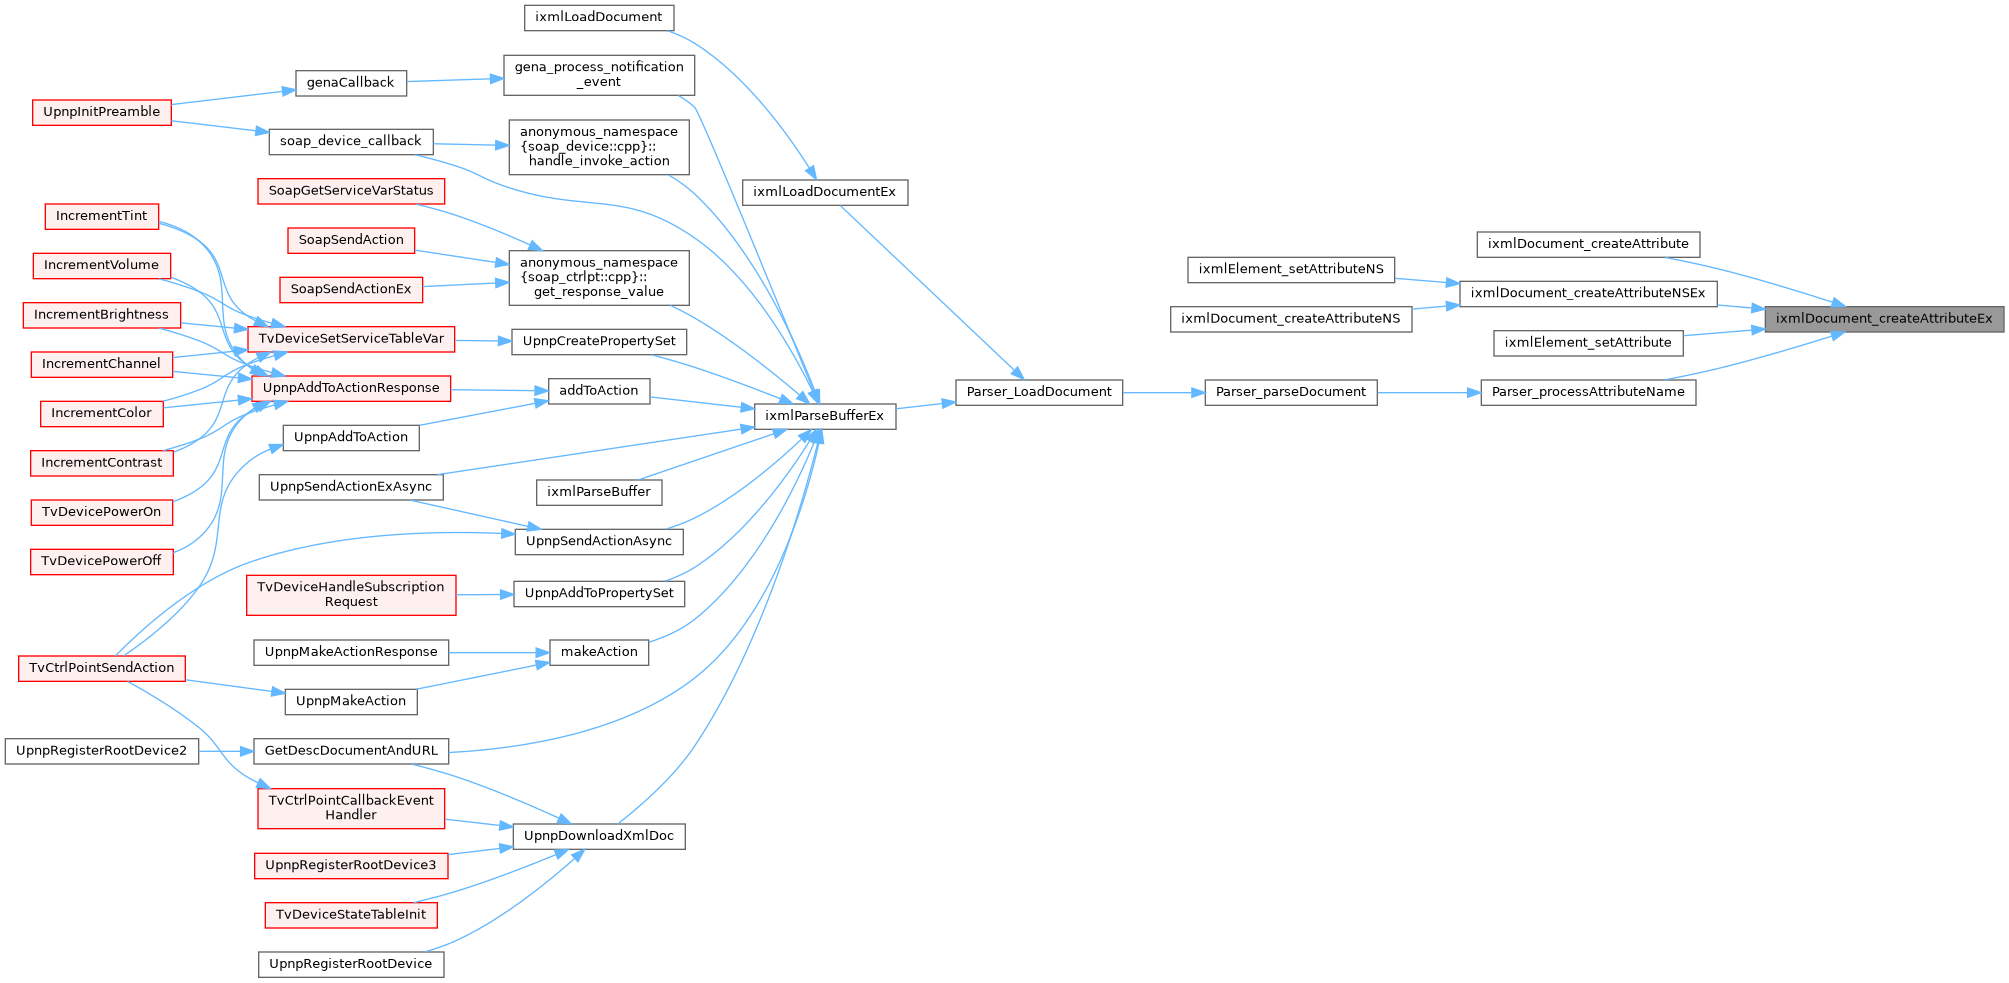 ixmlLoadDocument
gena_process_notification
_event
genaCallback
UpnpInitPreamble
anonymous_namespace
{soap_device::cpp}::
handle_invoke_action
soap_device_callback
ixmlLoadDocumentEx
SoapGetServiceVarStatus
IncrementTint
SoapSendAction
ixmlDocument_createAttribute
IncrementVolume
anonymous_namespace
{soap_ctrlpt::cpp}::
get_response_value
ixmlElement_setAttributeNS
SoapSendActionEx
ixmlDocument_createAttributeNSEx
IncrementBrightness
ixmlDocument_createAttributeNS
ixmlDocument_createAttributeEx
TvDeviceSetServiceTableVar
UpnpCreatePropertySet
ixmlElement_setAttribute
IncrementChannel
UpnpAddToActionResponse
addToAction
Parser_LoadDocument
Parser_parseDocument
Parser_processAttributeName
IncrementColor
ixmlParseBufferEx
UpnpAddToAction
IncrementContrast
UpnpSendActionExAsync
ixmlParseBuffer
TvDevicePowerOn
UpnpSendActionAsync
TvDevicePowerOff
TvDeviceHandleSubscription
Request
UpnpAddToPropertySet
UpnpMakeActionResponse
makeAction
TvCtrlPointSendAction
UpnpMakeAction
UpnpRegisterRootDevice2
GetDescDocumentAndURL
TvCtrlPointCallbackEvent
Handler
UpnpDownloadXmlDoc
UpnpRegisterRootDevice3
TvDeviceStateTableInit
UpnpRegisterRootDevice